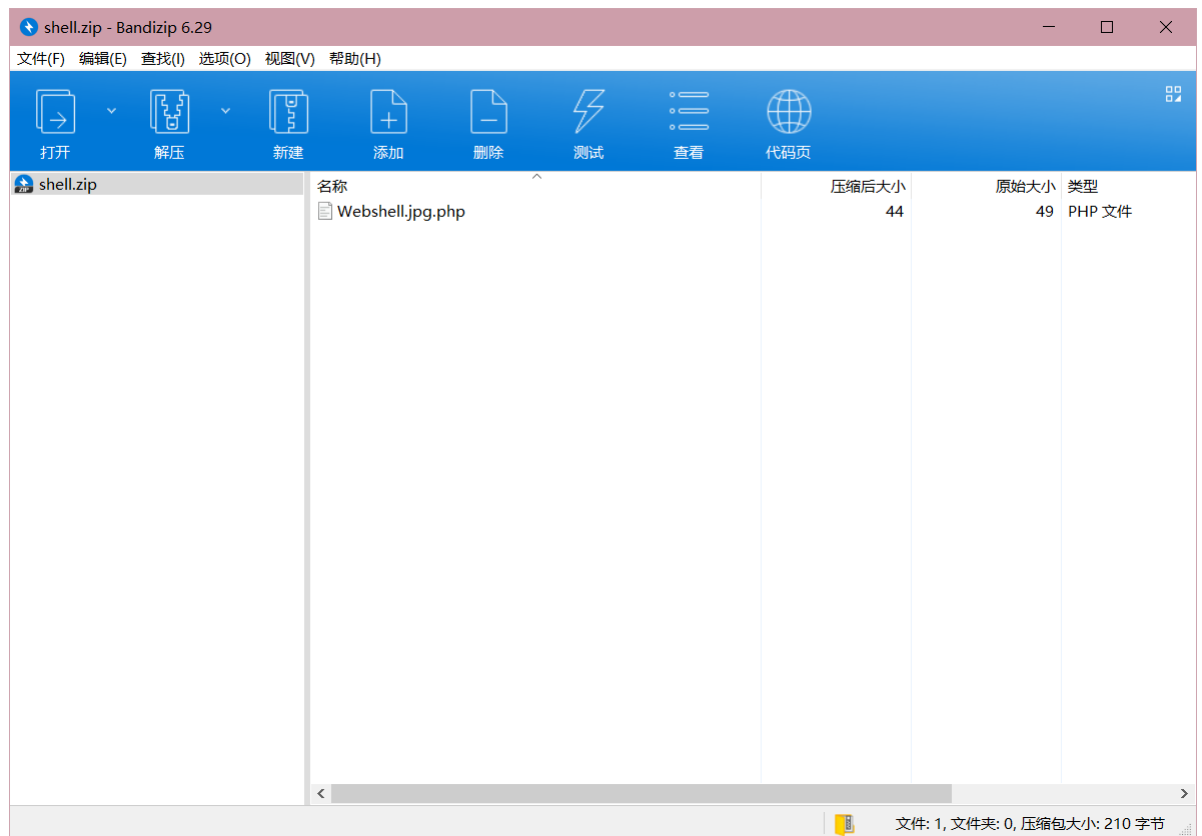 shell.zip - Bandizip 6.29
文件(F) 编辑(E) 查找(I) 选项(O) 视图(V) 帮助(H)
打开 解压 新建 添加 删除 测试 查看 代码页
shell.zip
名称 压缩后大小 原始大小 类型
Webshell.jpg.php 44 49 PHP 文件
文件: 1, 文件夹: 0, 压缩包大小: 210 字节